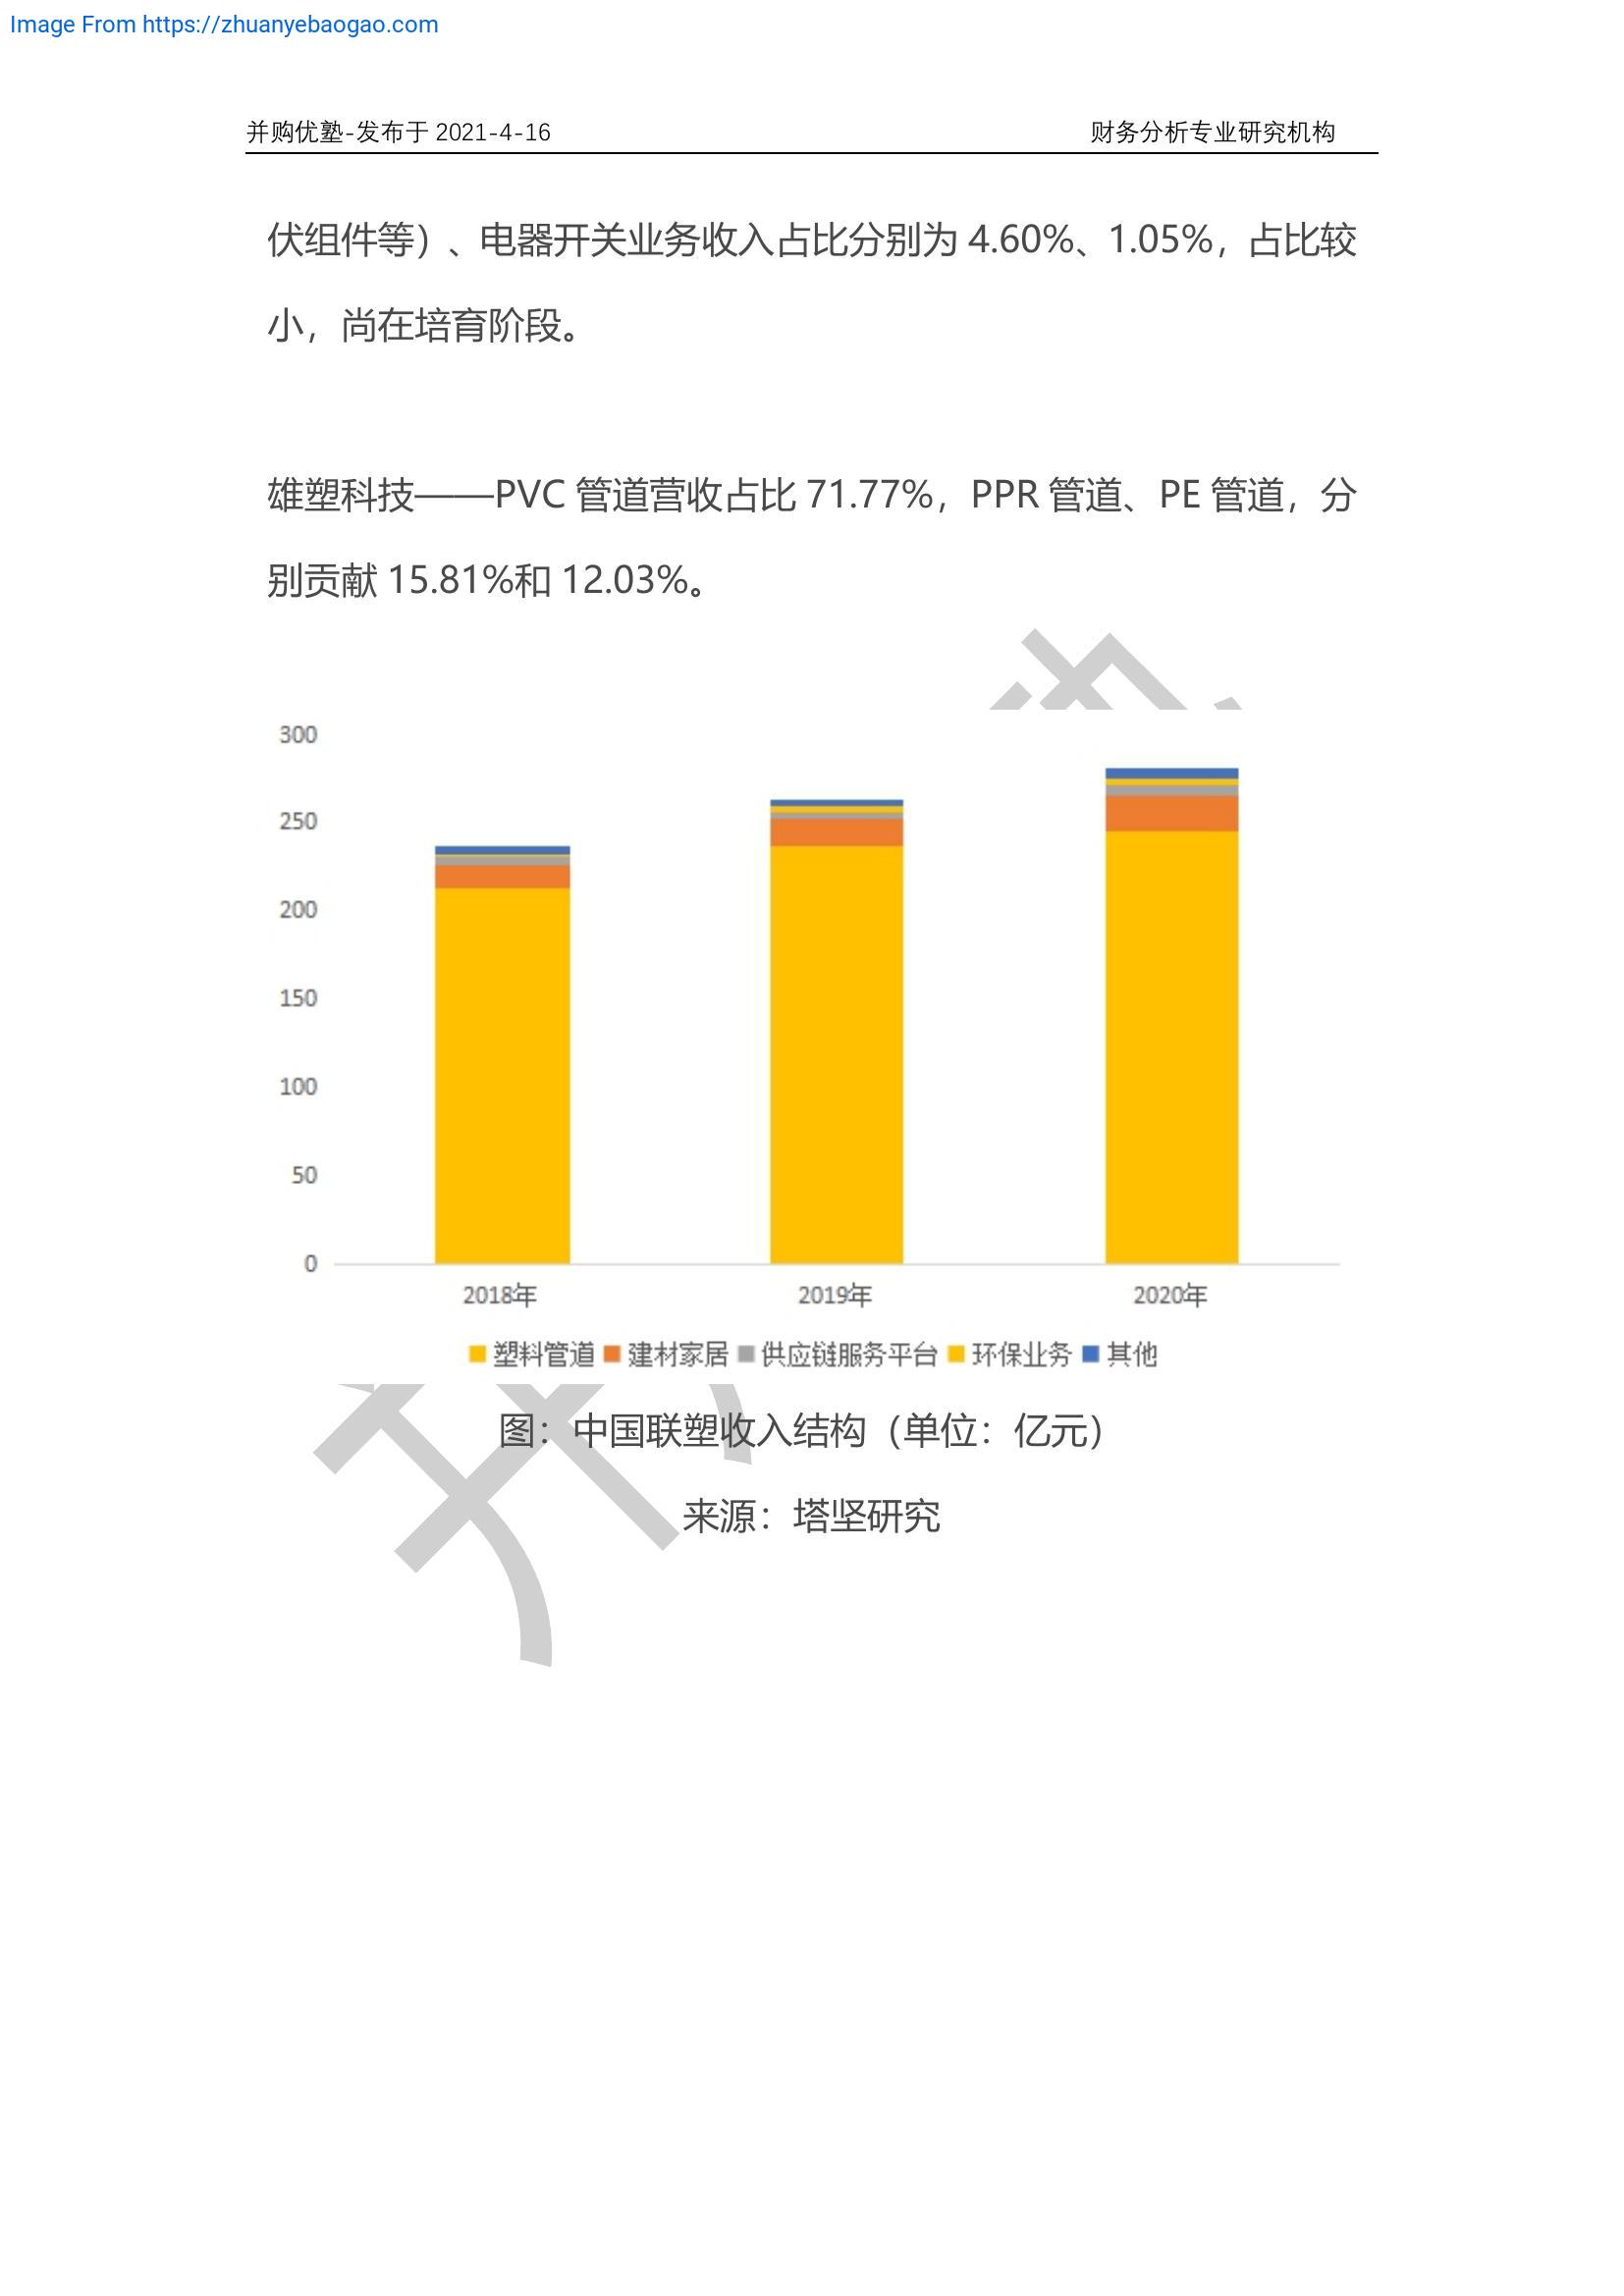 Image From https://zhuanyebaogao.com
并购优塾-发布于 2021-4-16 财务分析专业研究机构
伏组件等）、电器开关业务收入占比分别为 4.60%、1.05%，占比较
小，尚在培育阶段。
雄塑科技——PVC 管道营收占比 71.77%，PPR 管道、PE 管道，分
别贡献 15.81%和 12.03%。
300
250
200
150
100
50
0
2018年 2019年 2020年
塑料管道 建材家居 供应链服务平台 环保业务 其他
图：中国联塑收入结构（单位：亿元）
来源：塔坚研究